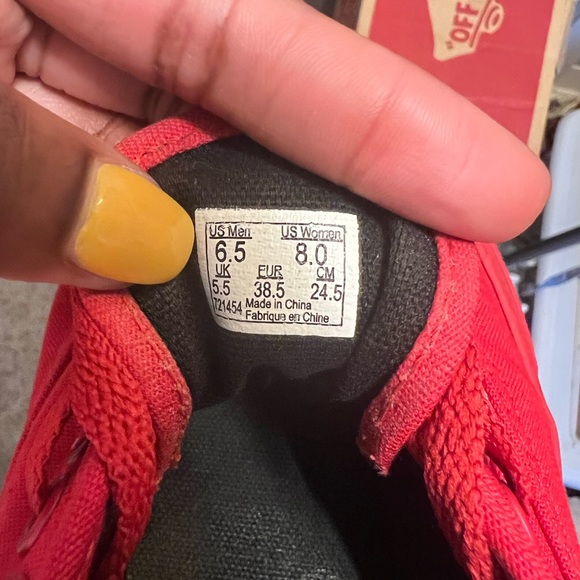 "OFF
US Men US Women
6.5 8.0
UK EUR CM
5.5 38.5 24.5
721454 Made in China
Fabrique en Chine